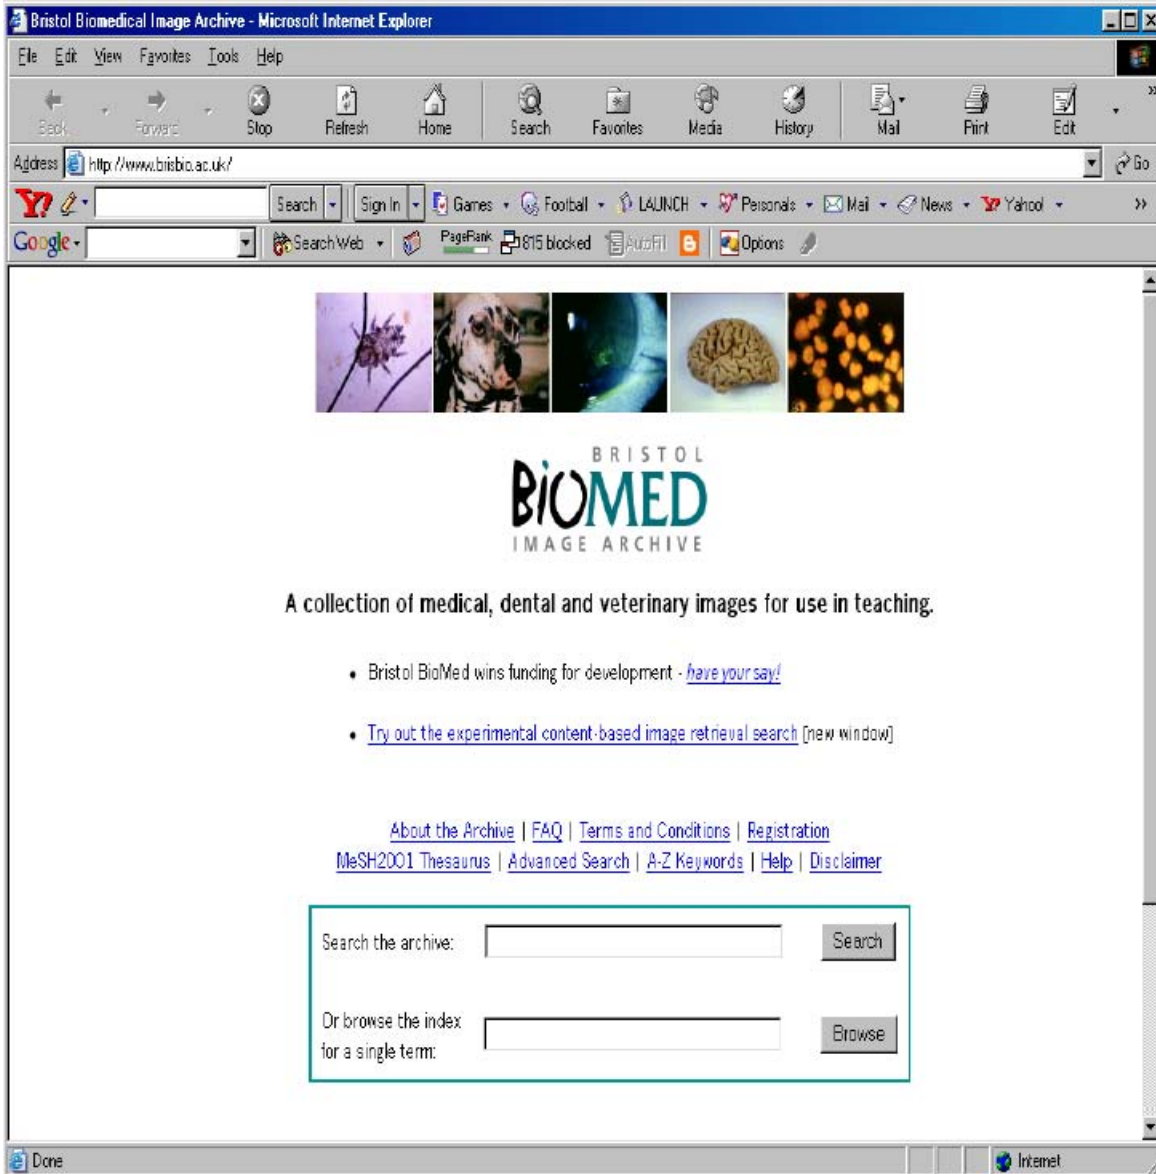 Bristol Biomedical Image Archive - Microsoft Internet Explorer
File Edit View Favorites Tools Help
Back Forward Stop Refresh Home Search Favorites Media History Mail Print Edit »
Address http://www.brisbio.ac.uk/ Go
Y! Search Sign In Games Football LAUNCH Personals Mail News Yahoo! »
Google Search Web PageRank 815 blocked AutoFill Options
BRISTOL
BiOMED
IMAGE ARCHIVE
A collection of medical, dental and veterinary images for use in teaching.
• Bristol BioMed wins funding for development - have your say!
• Try out the experimental content-based image retrieval search [new window]
About the Archive | FAQ | Terms and Conditions | Registration
MeSH2001 Thesaurus | Advanced Search | A-Z Keywords | Help | Disclaimer
Search the archive: Search
Or browse the index
for a single term: Browse
Done Internet